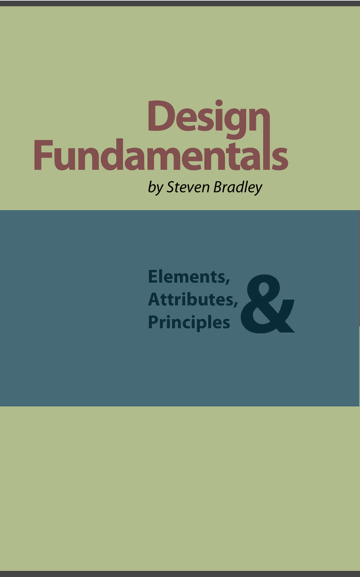 Design
Fundamentals
by Steven Bradley
Elements,
Attributes, &
Principles